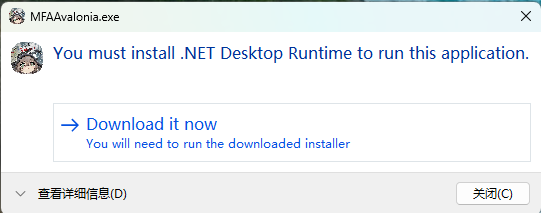 MFAAvalonia.exe
You must install .NET Desktop Runtime to run this application.
Download it now
You will need to run the downloaded installer
查看详细信息(D)
关闭(C)